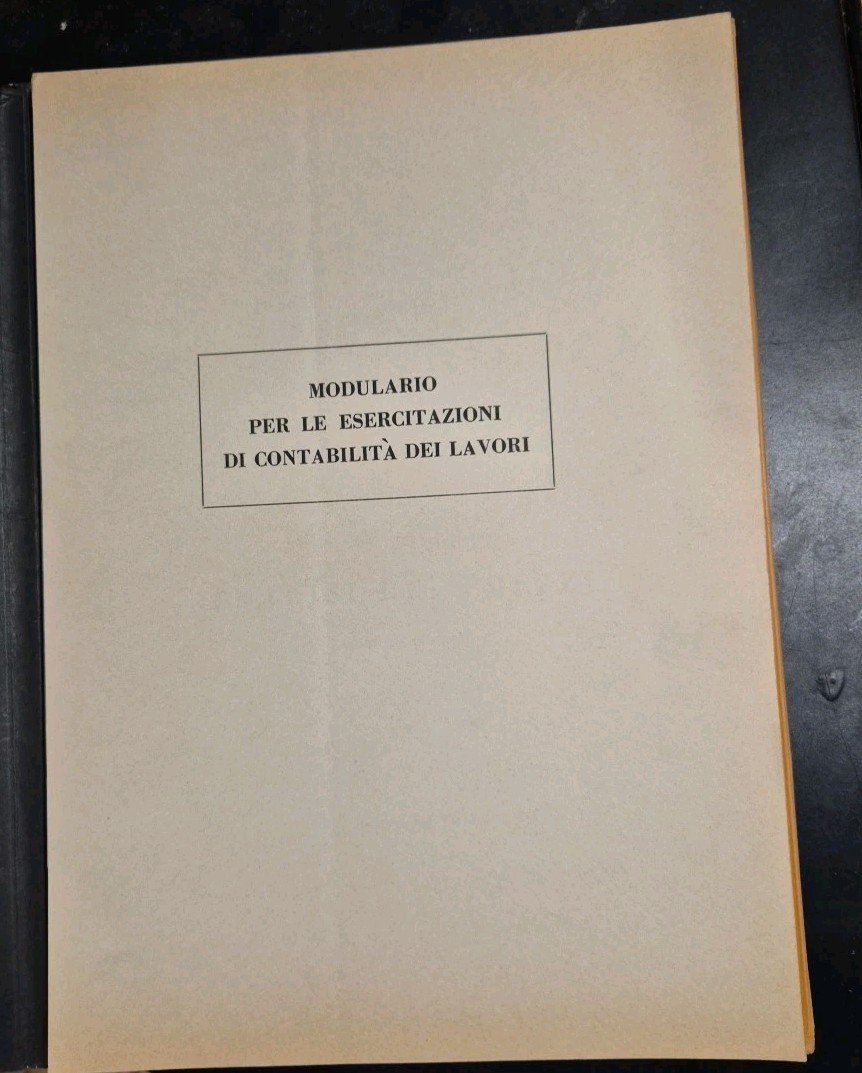 MODULARIO
PER LE ESERCITAZIONI
DI CONTABILITÀ DEI LAVORI